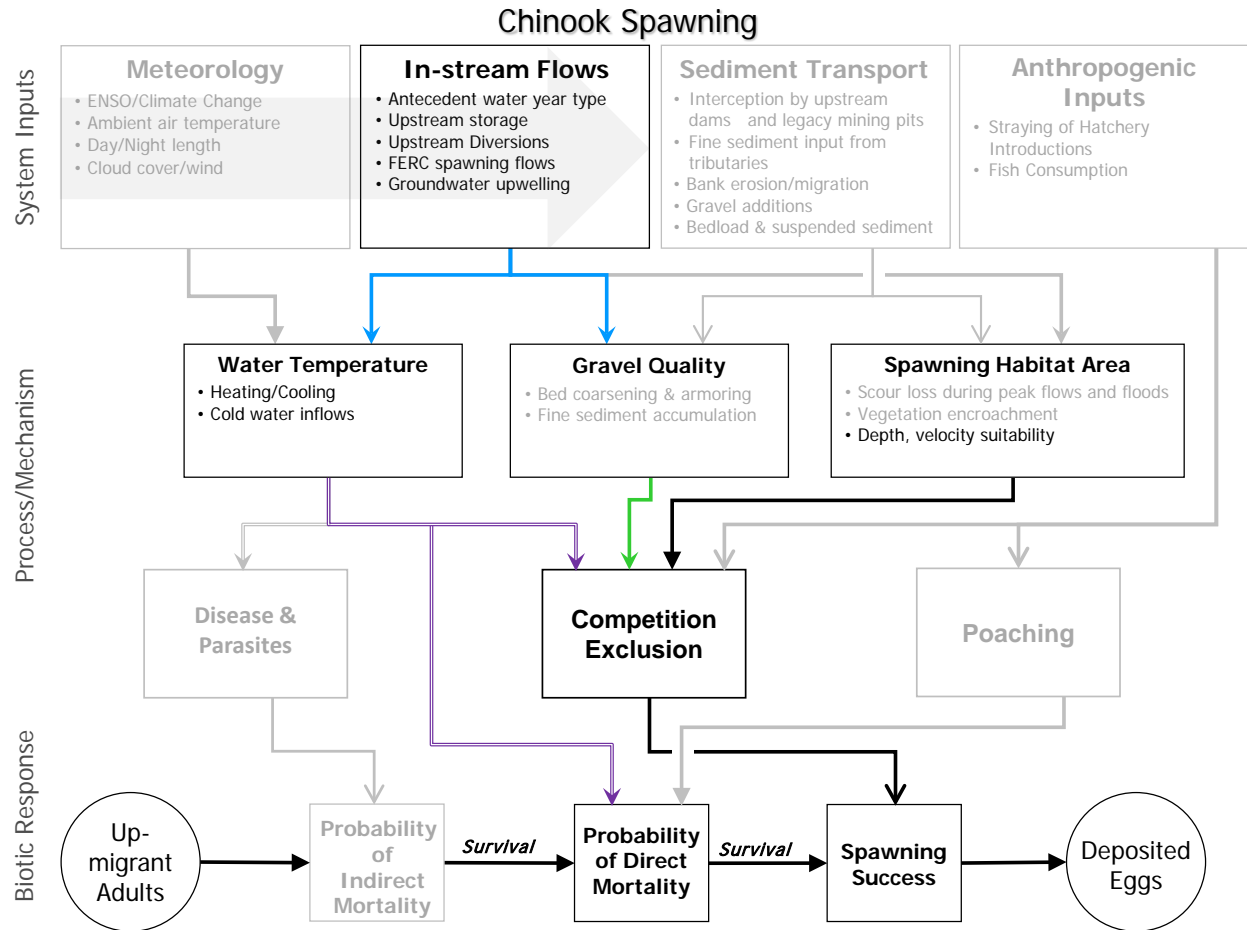 Chinook Spawning
System Inputs
Meteorology
• ENSO/Climate Change
• Ambient air temperature
• Day/Night length
• Cloud cover/wind
In-stream Flows
• Antecedent water year type
• Upstream storage
• Upstream Diversions
• FERC spawning flows
• Groundwater upwelling
Sediment Transport
• Interception by upstream
dams and legacy mining pits
• Fine sediment input from
tributaries
• Bank erosion/migration
• Gravel additions
• Bedload & suspended sediment
Anthropogenic
Inputs
• Straying of Hatchery
Introductions
• Fish Consumption
Process/Mechanism
Water Temperature
• Heating/Cooling
• Cold water inflows
Gravel Quality
• Bed coarsening & armoring
• Fine sediment accumulation
Spawning Habitat Area
• Scour loss during peak flows and floods
• Vegetation encroachment
• Depth, velocity suitability
Disease &
Parasites
Competition
Exclusion
Poaching
Biotic Response
Up-
migrant
Adults
Probability
of
Indirect
Mortality
Survival
Probability
of Direct
Mortality
Survival
Spawning
Success
Deposited
Eggs